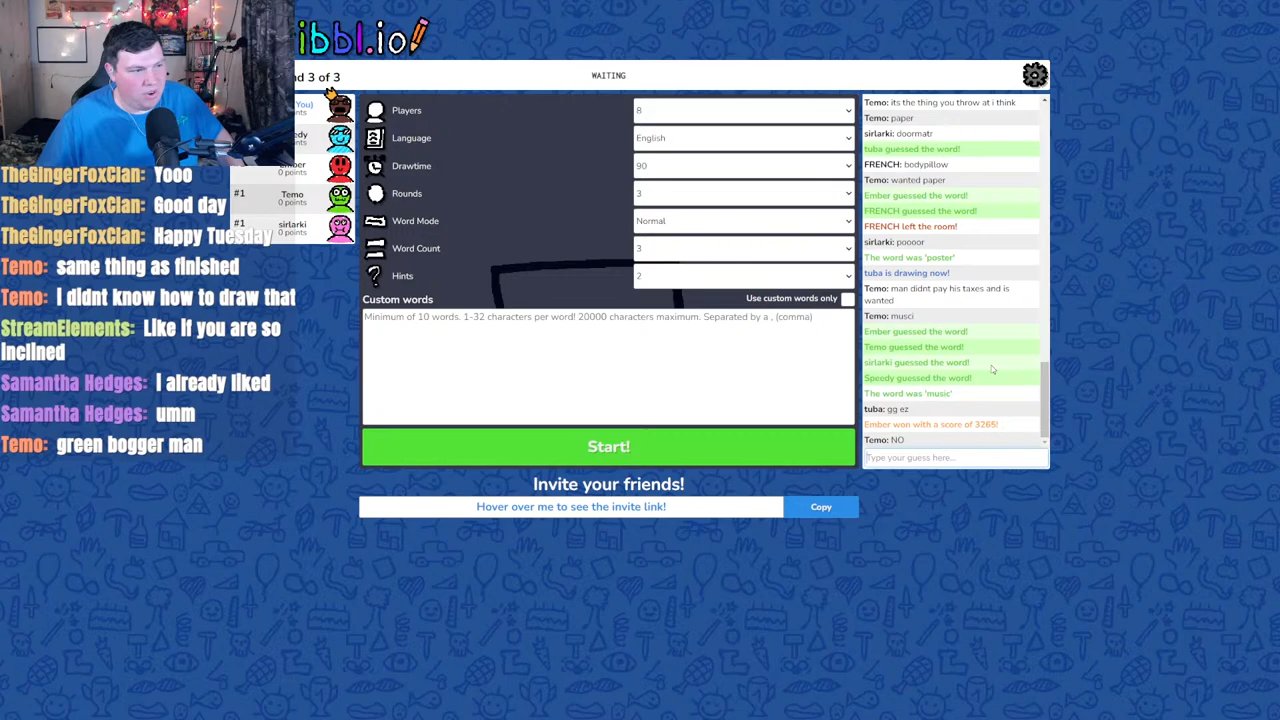 ibbl.io
nd 3 of 3
WAITING
You)
points
edy
points
mber
0 points
#1
Temo
0 points
#1
sirlarki
0 points
TheGingerFoxClan: Yooo
TheGingerFoxClan: Good day
TheGingerFoxClan: Happy Tuesday
Temo: same thing as finished
Temo: I didnt know how to draw that
StreamElements: Like if you are so
inclined
Samantha Hedges: I already liked
Samantha Hedges: umm
Temo: green bogger man
Players
8
Language
English
Drawtime
90
Rounds
3
Word Mode
Normal
Word Count
3
Hints
2
Custom words
Use custom words only
Minimum of 10 words. 1-32 characters per word! 20000 characters maximum. Separated by a , (comma)
Start!
Invite your friends!
Hover over me to see the invite link!
Copy
Temo: its the thing you throw at i think
Temo: paper
sirlarki: doormatr
tuba guessed the word!
FRENCH: bodypillow
Temo: wanted paper
Ember guessed the word!
FRENCH guessed the word!
FRENCH left the room!
sirlarki: poooor
The word was 'poster'
tuba is drawing now!
Temo: man didnt pay his taxes and is
wanted
Temo: musci
Ember guessed the word!
Temo guessed the word!
sirlarki guessed the word!
Speedy guessed the word!
The word was 'music'
tuba: gg ez
Ember won with a score of 3265!
Temo: NO
Type your guess here...